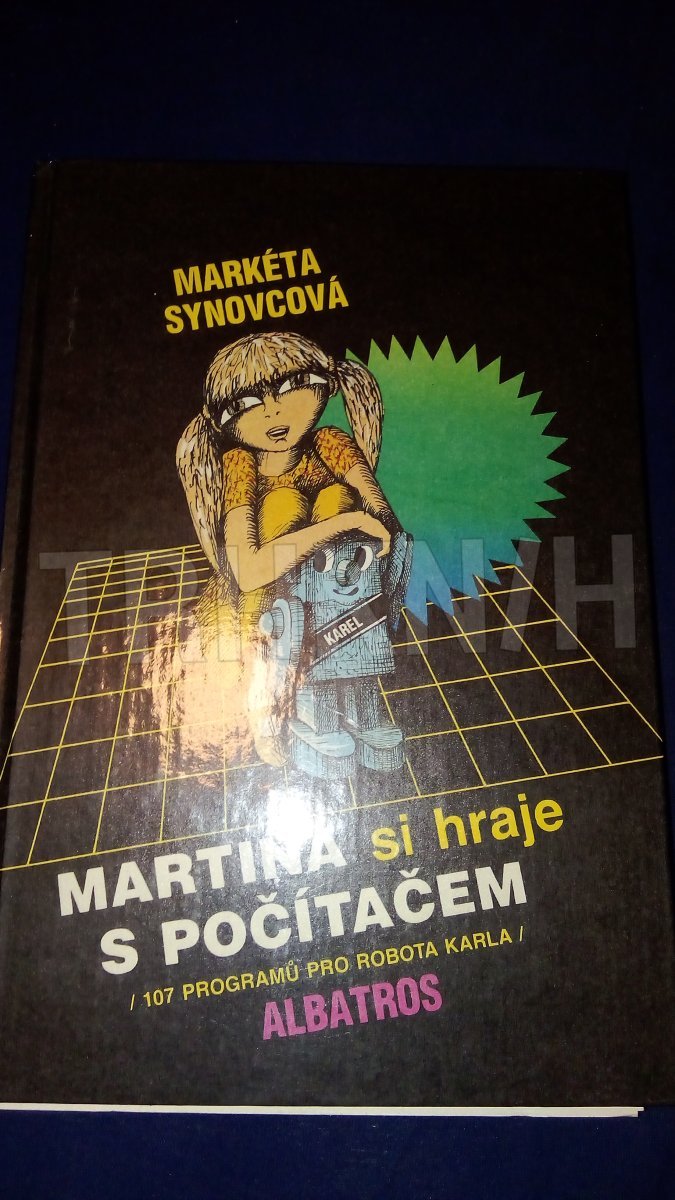 MARKÉTA
SYNOVCOVÁ
KAREL
MARTINA si hraje
S POČÍTAČEM
/ 107 PROGRAMŮ PRO ROBOTA KARLA /
ALBATROS